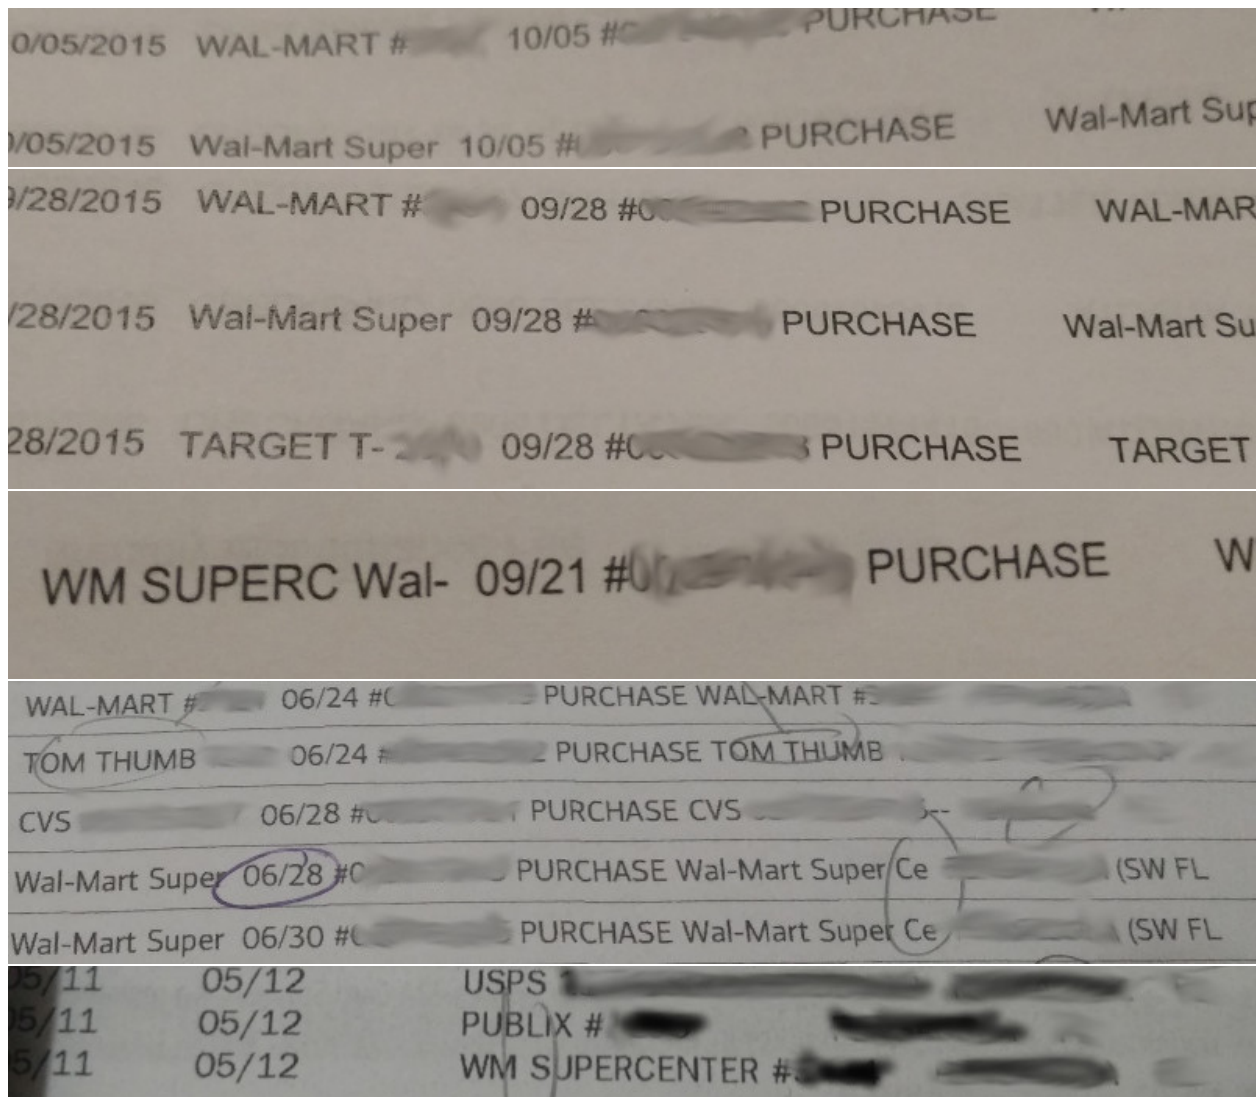 0/05/2015 WAL-MART # 10/05 # PURCHASE
/05/2015 Wal-Mart Super 10/05 # PURCHASE Wal-Mart Sup
/28/2015 WAL-MART # 09/28 #0 PURCHASE WAL-MAR
/28/2015 Wal-Mart Super 09/28 # PURCHASE Wal-Mart Su
28/2015 TARGET T- 09/28 #0 PURCHASE TARGET
WM SUPERC Wal- 09/21 #0 PURCHASE W
WAL-MART # 06/24 # PURCHASE WAL-MART #
TOM THUMB 06/24 # PURCHASE TOM THUMB
CVS 06/28 # PURCHASE CVS
Wal-Mart Super 06/28 #0 PURCHASE Wal-Mart Super Ce (SW FL
Wal-Mart Super 06/30 # PURCHASE Wal-Mart Super Ce (SW FL
05/11 05/12 USPS
5/11 05/12 PUBLIX #
5/11 05/12 WM SUPERCENTER #